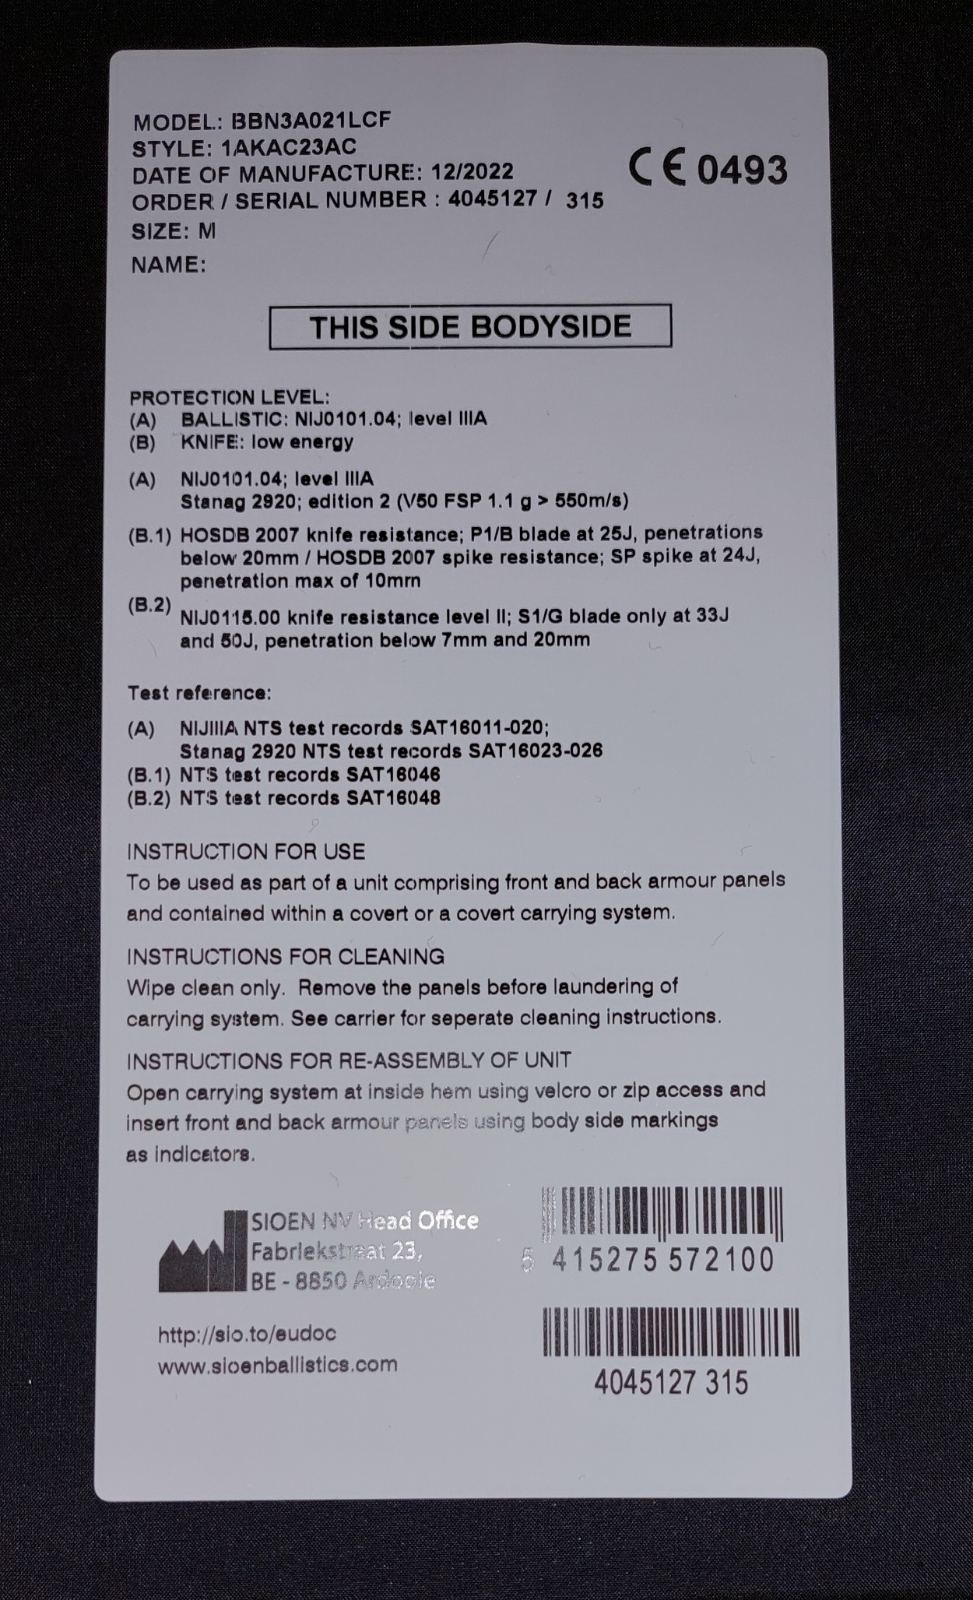 MODEL: BBN3A021LCF
STYLE: 1AKAC23AC
DATE OF MANUFACTURE: 12/2022
CE 0493
ORDER / SERIAL NUMBER : 4045127 / 315
SIZE: M
NAME:
THIS SIDE BODYSIDE
PROTECTION LEVEL:
(A) BALLISTIC: NIJ0101.04; level IIIA
(B) KNIFE: low energy
(A) NIJ0101.04; level IIIA
Stanag 2920; edition 2 (V50 FSP 1.1 g > 550m/s)
(B.1) HOSDB 2007 knife resistance; P1/B blade at 25J, penetrations
below 20mm / HOSDB 2007 spike resistance; SP spike at 24J,
penetration max of 10mm
(B.2) NIJ0115.00 knife resistance level II; S1/G blade only at 33J
and 50J, penetration below 7mm and 20mm
Test reference:
(A) NIJIIIA NTS test records SAT16011-020;
Stanag 2920 NTS test records SAT16023-026
(B.1) NTS test records SAT16046
(B.2) NTS test records SAT16048
INSTRUCTION FOR USE
To be used as part of a unit comprising front and back armour panels
and contained within a covert or a covert carrying system.
INSTRUCTIONS FOR CLEANING
Wipe clean only. Remove the panels before laundering of
carrying system. See carrier for seperate cleaning instructions.
INSTRUCTIONS FOR RE-ASSEMBLY OF UNIT
Open carrying system at inside hem using velcro or zip access and
insert front and back armour panels using body side markings
as indicators.
SIOEN NV Head Office
Fabriekstraat 23,
BE - 8850 Ardooie
5 415275 572100
http://sio.to/eudoc
www.sioenballistics.com
4045127 315